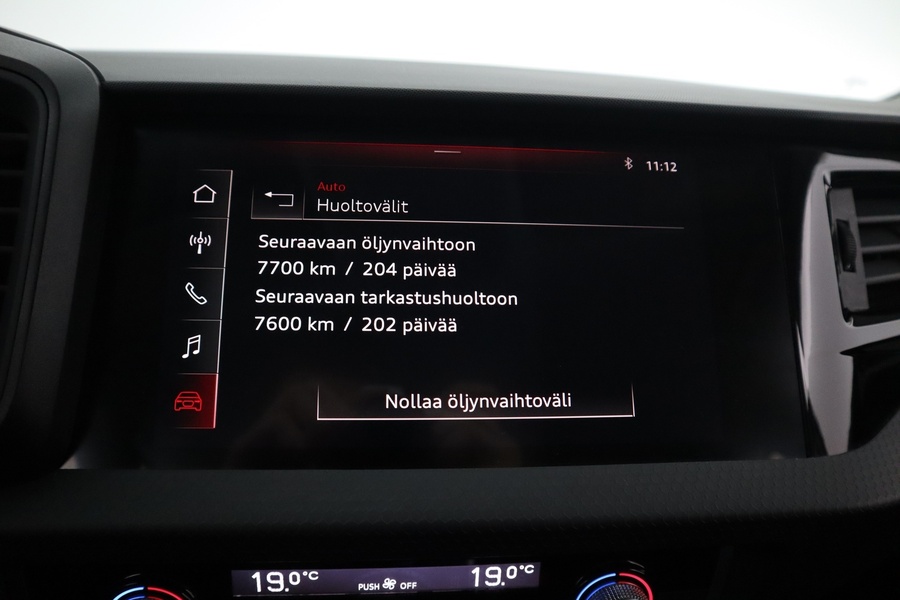 11:12
Auto
Huoltovälit
Seuraavaan öljynvaihtoon
7700 km / 204 päivää
Seuraavaan tarkastushuoltoon
7600 km / 202 päivää
Nollaa öljynvaihtoväli
19.0°C PUSH OFF 19.0°C